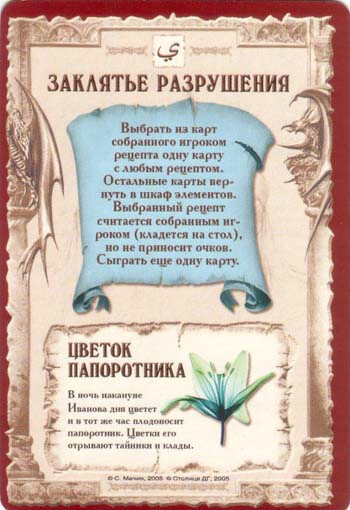 ي
ЗАКЛЯТЬЕ РАЗРУШЕНИЯ
Выбрать из карт
собранного игроком
рецепта одну карту
с любым рецептом.
Остальные карты вер-
нуть в шкаф элементов.
Выбранный рецепт
считается собранным иг-
роком (кладется на стол),
но не приносит очков.
Сыграть еще одну карту.
ЦВЕТОК
ПАПОРОТНИКА
В ночь накануне
Иванова дня цветет
и в тот же час плодоносит
папоротник. Цветки его
отрывают тайники и клады.
© С. Мачин, 2005 © Столица ДГ, 2005